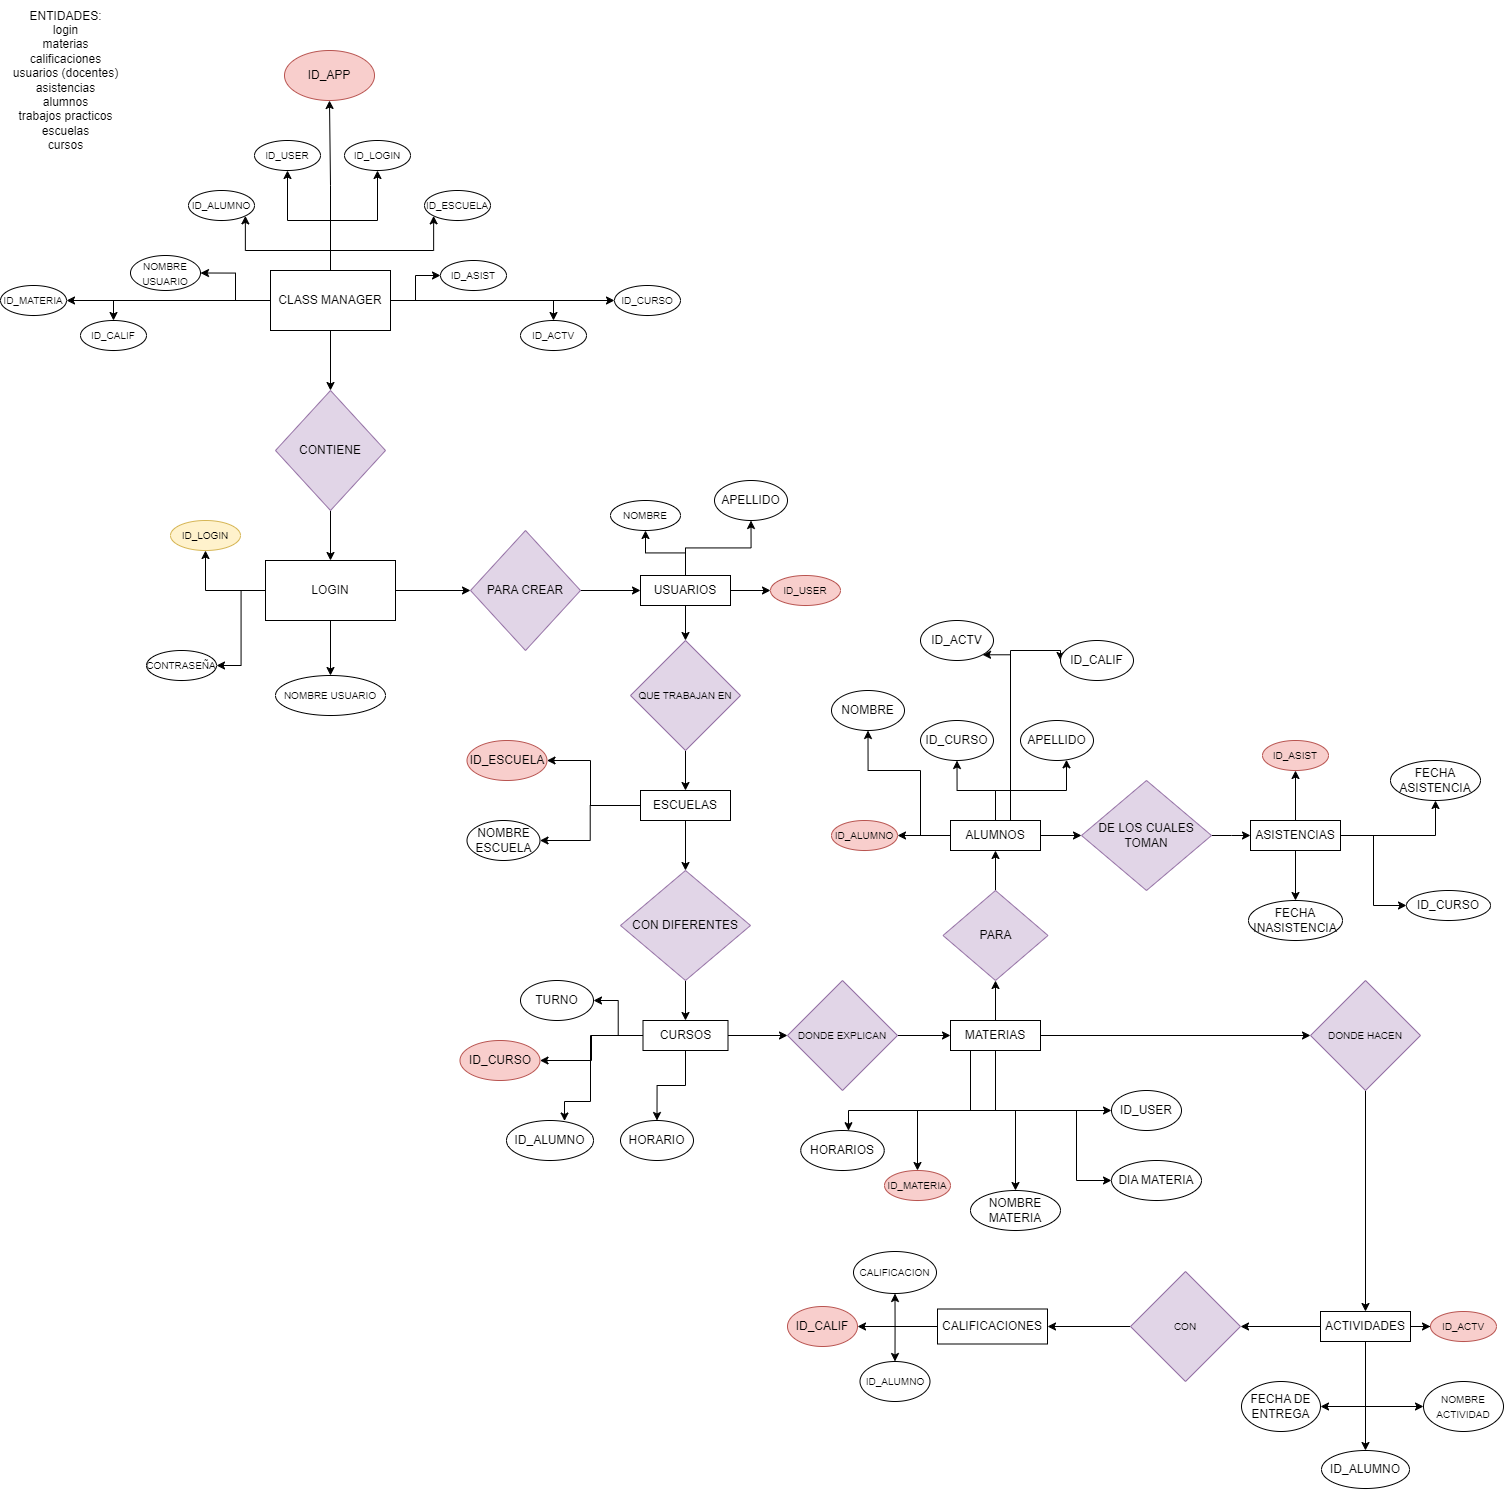 ENTIDADES:
login
materias
calificaciones
usuarios (docentes)
asistencias
alumnos
trabajos practicos
escuelas
cursos
ID_APP
ID_USER
ID_LOGIN
ID_ALUMNO
ID_ESCUELA
NOMBRE
USUARIO
ID_ASIST
ID_MATERIA
CLASS MANAGER
ID_CURSO
ID_CALIF
ID_ACTV
CONTIENE
ID_LOGIN
LOGIN
CONTRASEÑA
NOMBRE USUARIO
PARA CREAR
NOMBRE
APELLIDO
USUARIOS
ID_USER
QUE TRABAJAN EN
ID_ESCUELA
ESCUELAS
NOMBRE
ESCUELA
CON DIFERENTES
TURNO
CURSOS
ID_CURSO
ID_ALUMNO
HORARIO
DONDE EXPLICAN
MATERIAS
PARA
ID_ACTV
ID_CALIF
NOMBRE
ID_CURSO
APELLIDO
ID_ALUMNO
ALUMNOS
DE LOS CUALES
TOMAN
ID_ASIST
FECHA
ASISTENCIA
ASISTENCIAS
FECHA
INASISTENCIA
ID_CURSO
DONDE HACEN
HORARIOS
ID_MATERIA
NOMBRE
MATERIA
ID_USER
DIA MATERIA
CALIFICACION
ID_CALIF
CALIFICACIONES
ID_ALUMNO
CON
ACTIVIDADES
ID_ACTV
FECHA DE
ENTREGA
NOMBRE
ACTIVIDAD
ID_ALUMNO